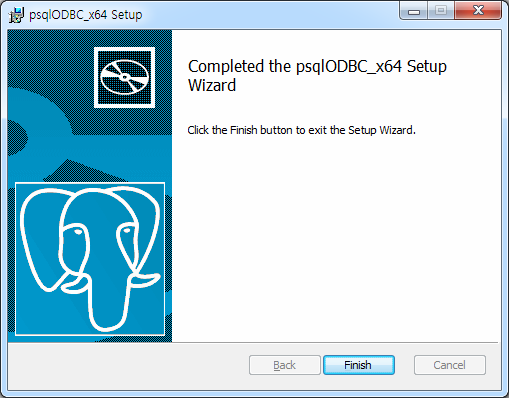 psqlODBC_x64 Setup
Completed the psqlODBC_x64 Setup
Wizard
Click the Finish button to exit the Setup Wizard.
Back
Finish
Cancel